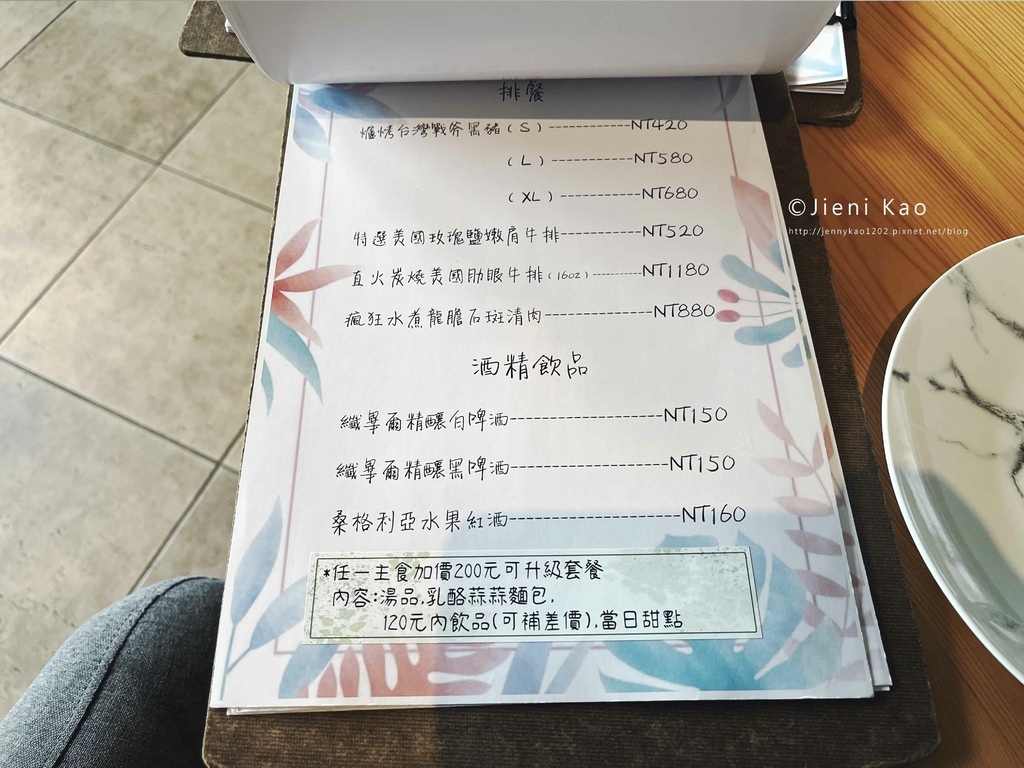 排餐
爐烤台灣戰斧黑豬(S)------------NT420
(L)-----------NT580
(XL)-----------NT680
特選美國玫瑰鹽嫩肩牛排-----------NT520
直火炭燒美國肋眼牛排(16oz)----------NT1180
瘋狂水煮龍膽石斑清肉---------------NT880
酒精飲品
纖畢爾精釀白啤酒--------------------NT150
纖畢爾精釀黑啤酒--------------------NT150
桑格利亞水果紅酒---------------------NT160
*任一主食加價200元可升級套餐
內容:湯品,乳酪蒜蒜麵包,
120元內飲品(可補差價),當日甜點
©Jieni Kao
http://jennykao1202.pixnet.net/blog